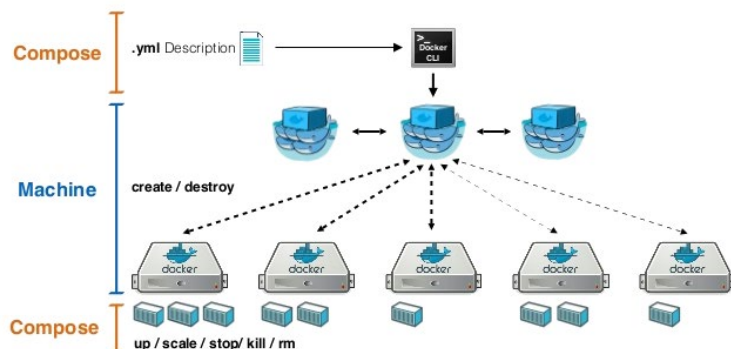 Compose
.yml Description
>_
Docker
CLI
Machine
create / destroy
docker
docker
docker
docker
docker
Compose
up / scale / stop/ kill / rm